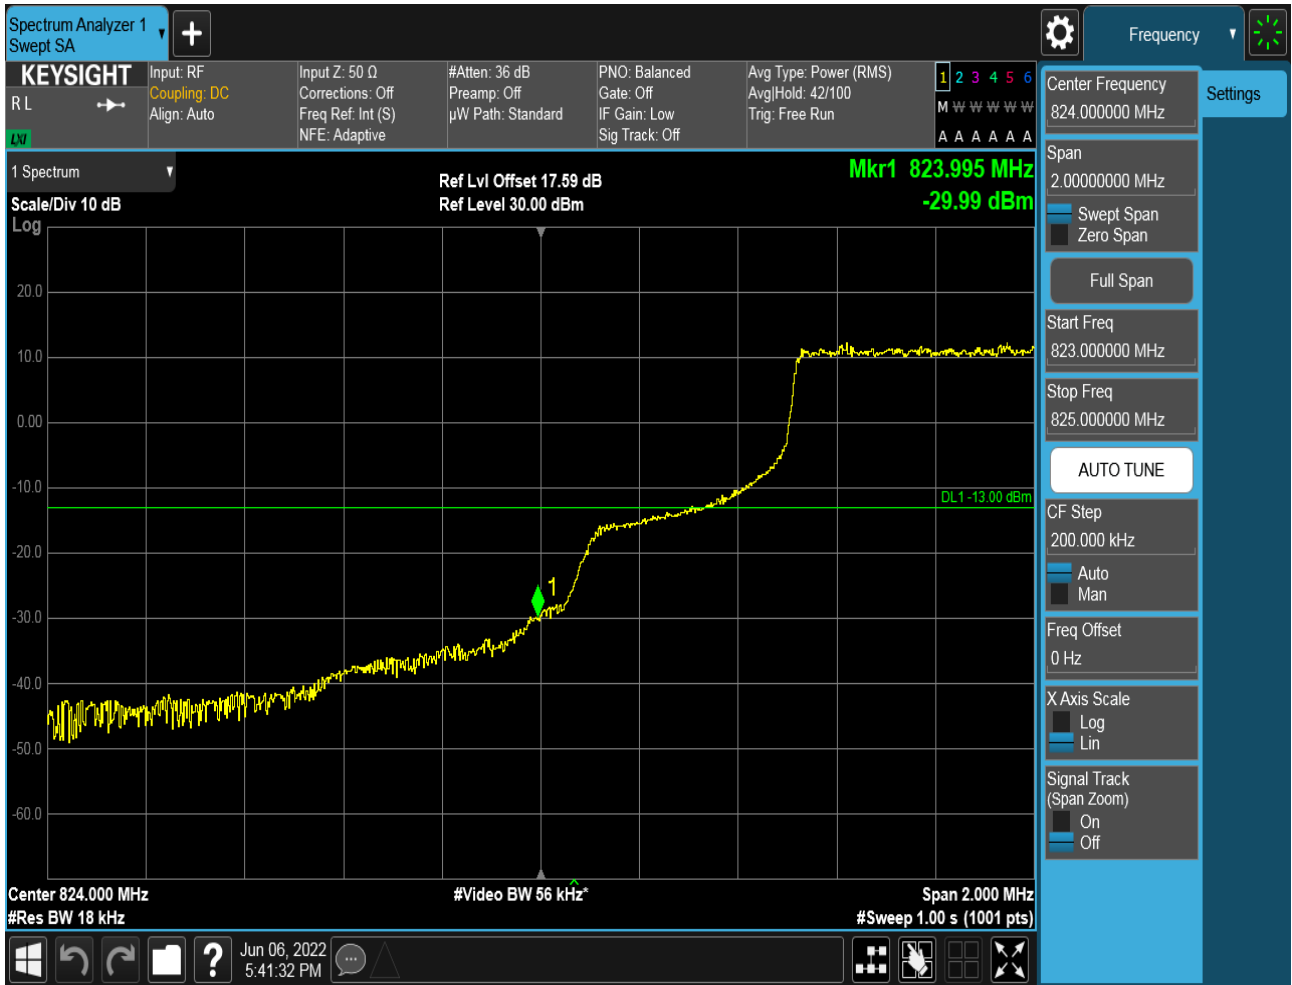 Spectrum Analyzer 1
Swept SA
Frequency
KEYSIGHT
R L
LXI
Input: RF
Coupling: DC
Align: Auto
Input Z: 50 Ω
Corrections: Off
Freq Ref: Int (S)
NFE: Adaptive
#Atten: 36 dB
Preamp: Off
µW Path: Standard
PNO: Balanced
Gate: Off
IF Gain: Low
Sig Track: Off
Avg Type: Power (RMS)
Avg|Hold: 42/100
Trig: Free Run
1 2 3 4 5 6
M W W W W W
A A A A A A
1 Spectrum
Scale/Div 10 dB
Log
Ref Lvl Offset 17.59 dB
Ref Level 30.00 dBm
Mkr1 823.995 MHz
-29.99 dBm
20.0
10.0
0.00
-10.0
-20.0
-30.0
-40.0
-50.0
-60.0
DL1 -13.00 dBm
1
Center 824.000 MHz
#Res BW 18 kHz
#Video BW 56 kHz*
Span 2.000 MHz
#Sweep 1.00 s (1001 pts)
Jun 06, 2022
5:41:32 PM
Center Frequency
824.000000 MHz
Span
2.00000000 MHz
Swept Span
Zero Span
Full Span
Start Freq
823.000000 MHz
Stop Freq
825.000000 MHz
AUTO TUNE
CF Step
200.000 kHz
Auto
Man
Freq Offset
0 Hz
X Axis Scale
Log
Lin
Signal Track
(Span Zoom)
On
Off
Settings